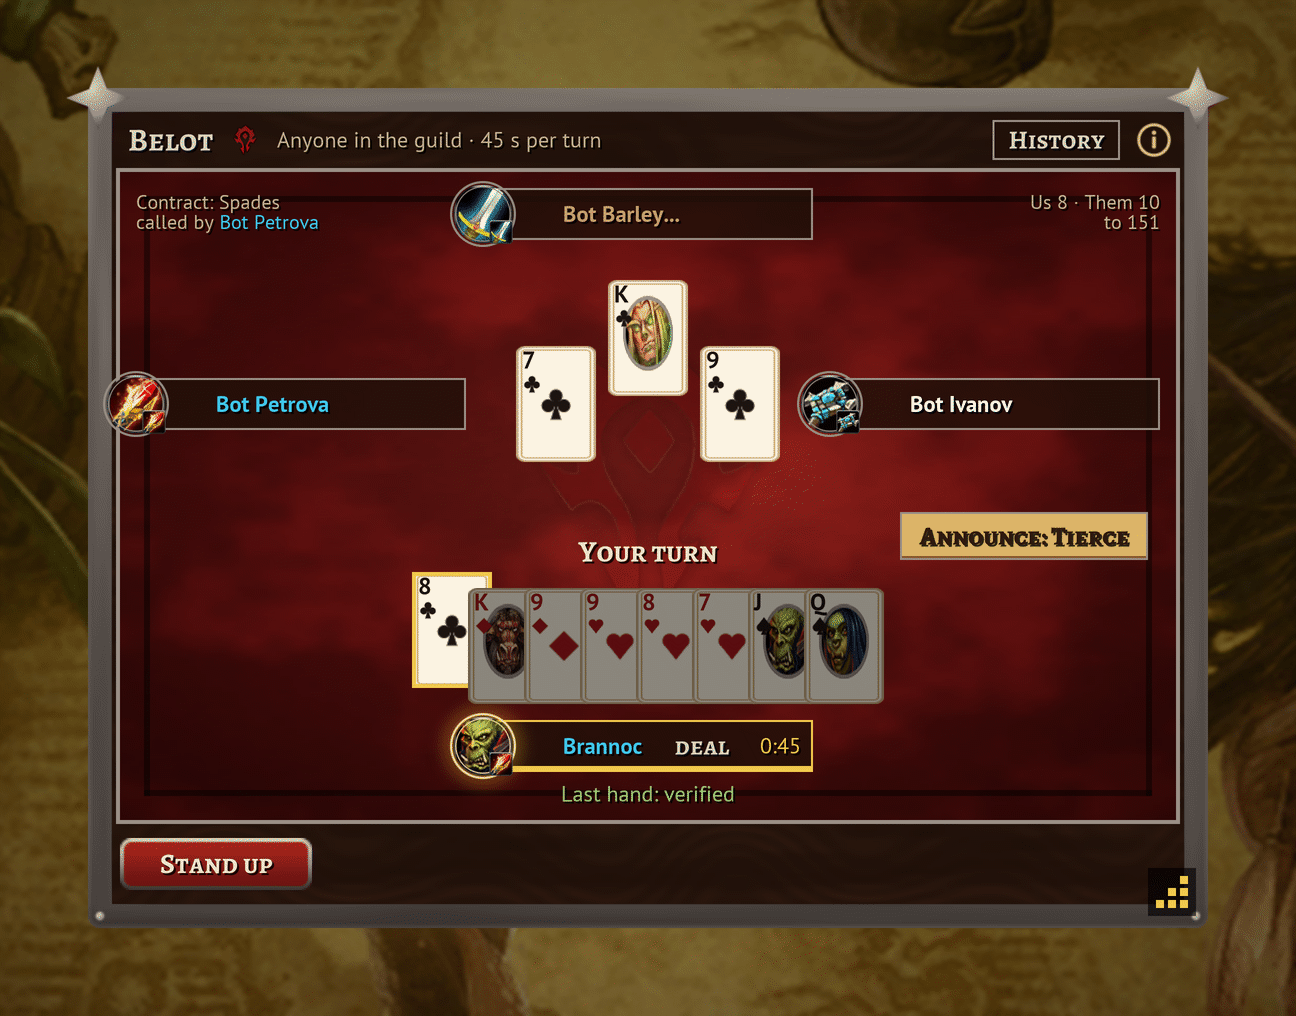 Belot Anyone in the guild · 45 s per turn History
Contract: Spades
called by Bot Petrova
Bot Barley...
Us 8 · Them 10
to 151
K
7
9
Bot Petrova
Bot Ivanov
Announce: Tierce
Your turn
8 K 9 9 8 7 J Q
Brannoc DEAL 0:45
Last hand: verified
Stand up